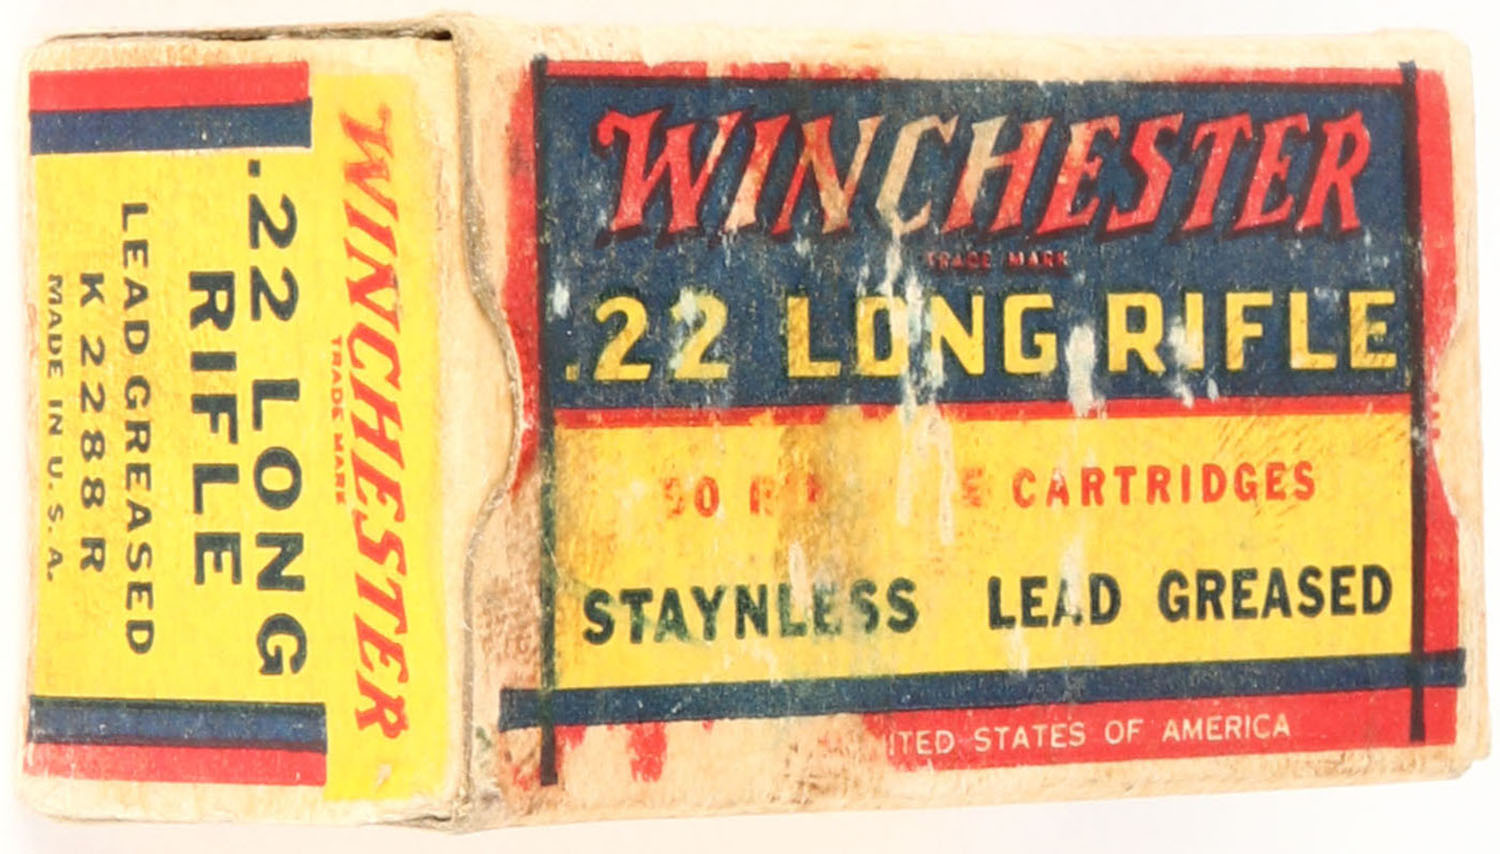 WINCHESTER
TRADE MARK
.22 LONG
RIFLE
LEAD GREASED
K 2288 R
MADE IN U.S.A.
WINCHESTER
TRADE MARK
.22 LONG RIFLE
CARTRIDGES
STAYNLESS LEAD GREASED
STATES OF AMERICA